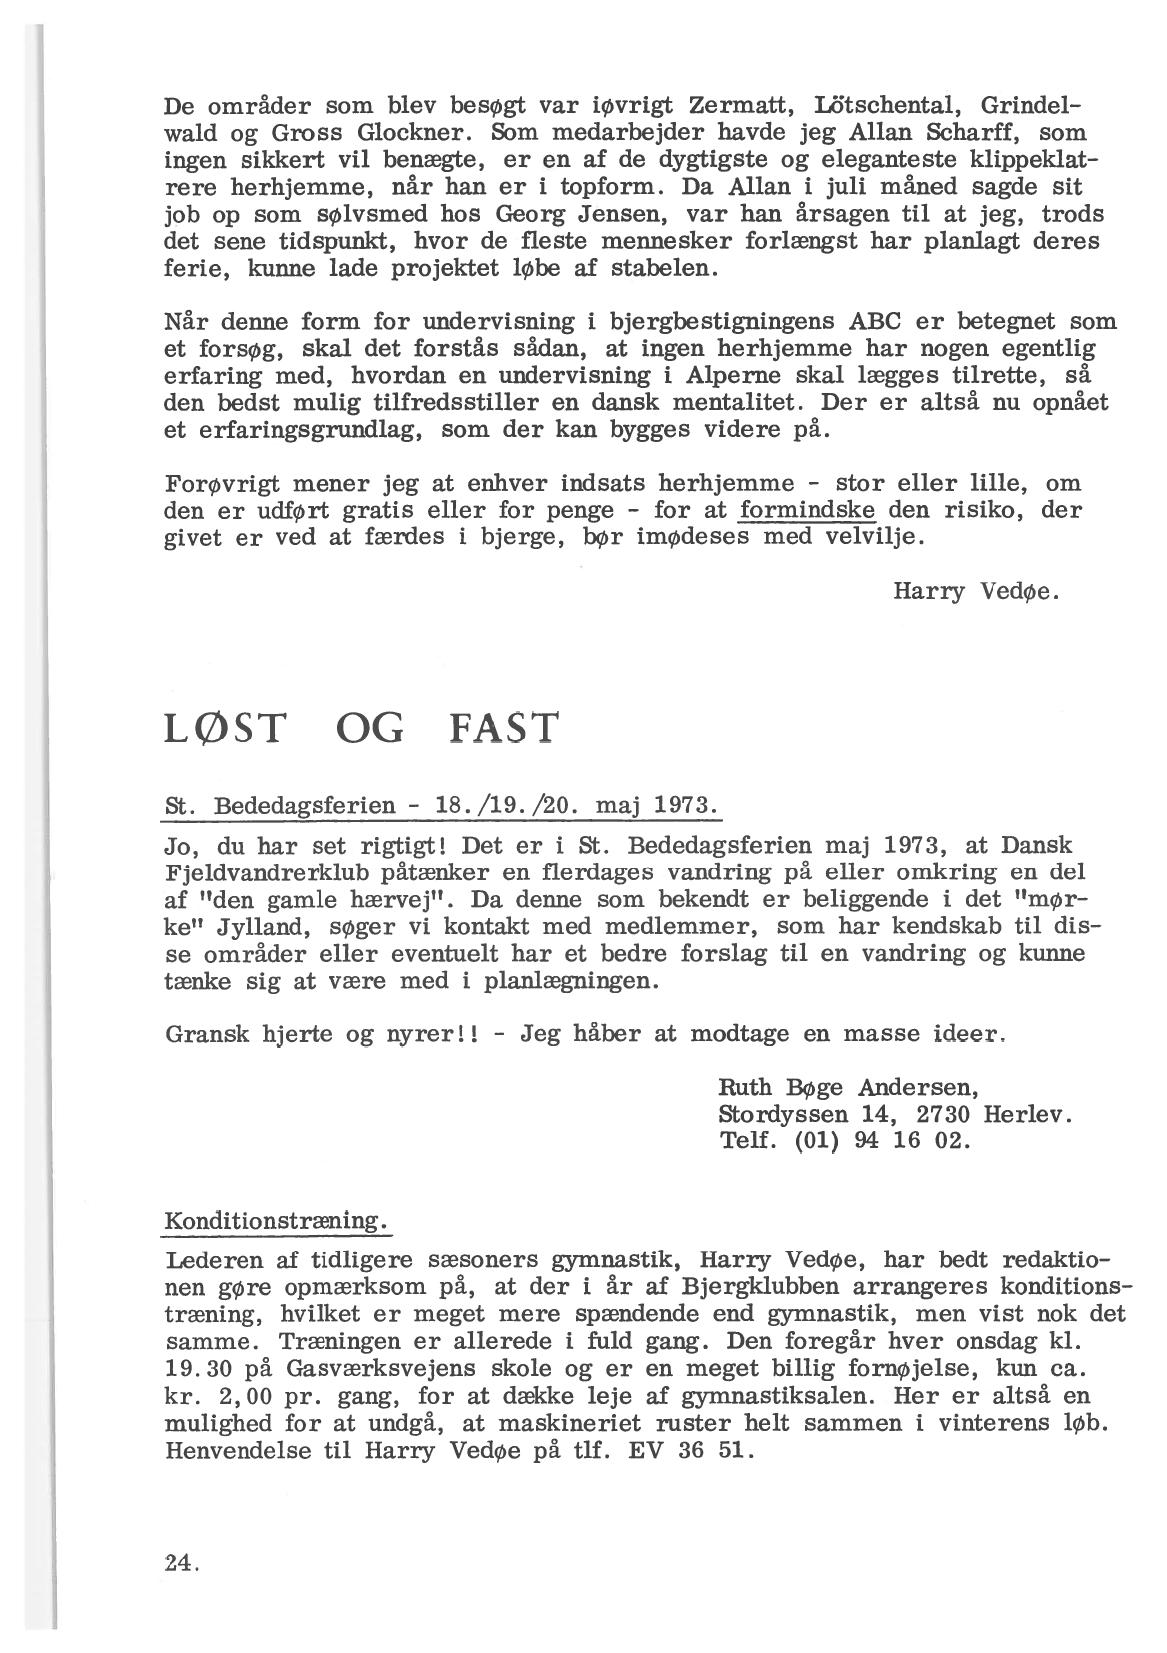 De områder som blev besøgt var iøvrigt Zermatt, Lötschental, Grindel-
wald og Gross Glockner. Som medarbejder havde jeg Allan Scharff, som
ingen sikkert vil benægte, er en af de dygtigste og eleganteste klippeklat-
rere herhjemme, når han er i topform. Da Allan i juli måned sagde sit
job op som sølvsmed hos Georg Jensen, var han årsagen til at jeg, trods
det sene tidspunkt, hvor de fleste mennesker forlængst har planlagt deres
ferie, kunne lade projektet løbe af stabelen.

Når denne form for undervisning i bjergbestigningens ABC er betegnet som
et forsøg, skal det forstås sådan, at ingen herhjemme har nogen egentlig
erfaring med, hvordan en undervisning i Alperne skal lægges tilrette, så
den bedst mulig tilfredsstiller en dansk mentalitet. Der er altså nu opnået
et erfaringsgrundlag, som der kan bygges videre på.

Forøvrigt mener jeg at enhver indsats herhjemme - stor eller lille, om
den er udført gratis eller for penge - for at formindske den risiko, der
givet er ved at færdes i bjerge, bør imødeses med velvilje.

Harry Vedøe.

LØST OG FAST

St. Bededagsferien - 18./19./20. maj 1973.
Jo, du har set rigtigt! Det er i St. Bededagsferien maj 1973, at Dansk
Fjeldvandrerklub påtænker en flerdages vandring på eller omkring en del
af "den gamle hærvej". Da denne som bekendt er beliggende i det "mør-
ke" Jylland, søger vi kontakt med medlemmer, som har kendskab til dis-
se områder eller eventuelt har et bedre forslag til en vandring og kunne
tænke sig at være med i planlægningen.

Gransk hjerte og nyrer!! - Jeg håber at modtage en masse ideer.

Ruth Bøge Andersen,
Stordyssen 14, 2730 Herlev.
Telf. (01) 94 16 02.

Konditionstræning.
Lederen af tidligere sæsoners gymnastik, Harry Vedøe, har bedt redaktio-
nen gøre opmærksom på, at der i år af Bjergklubben arrangeres konditions-
træning, hvilket er meget mere spændende end gymnastik, men vist nok det
samme. Træningen er allerede i fuld gang. Den foregår hver onsdag kl.
19.30 på Gasværksvejens skole og er en meget billig fornøjelse, kun ca.
kr. 2,00 pr. gang, for at dække leje af gymnastiksalen. Her er altså en
mulighed for at undgå, at maskineriet ruster helt sammen i vinterens løb.
Henvendelse til Harry Vedøe på tlf. EV 36 51.

24.